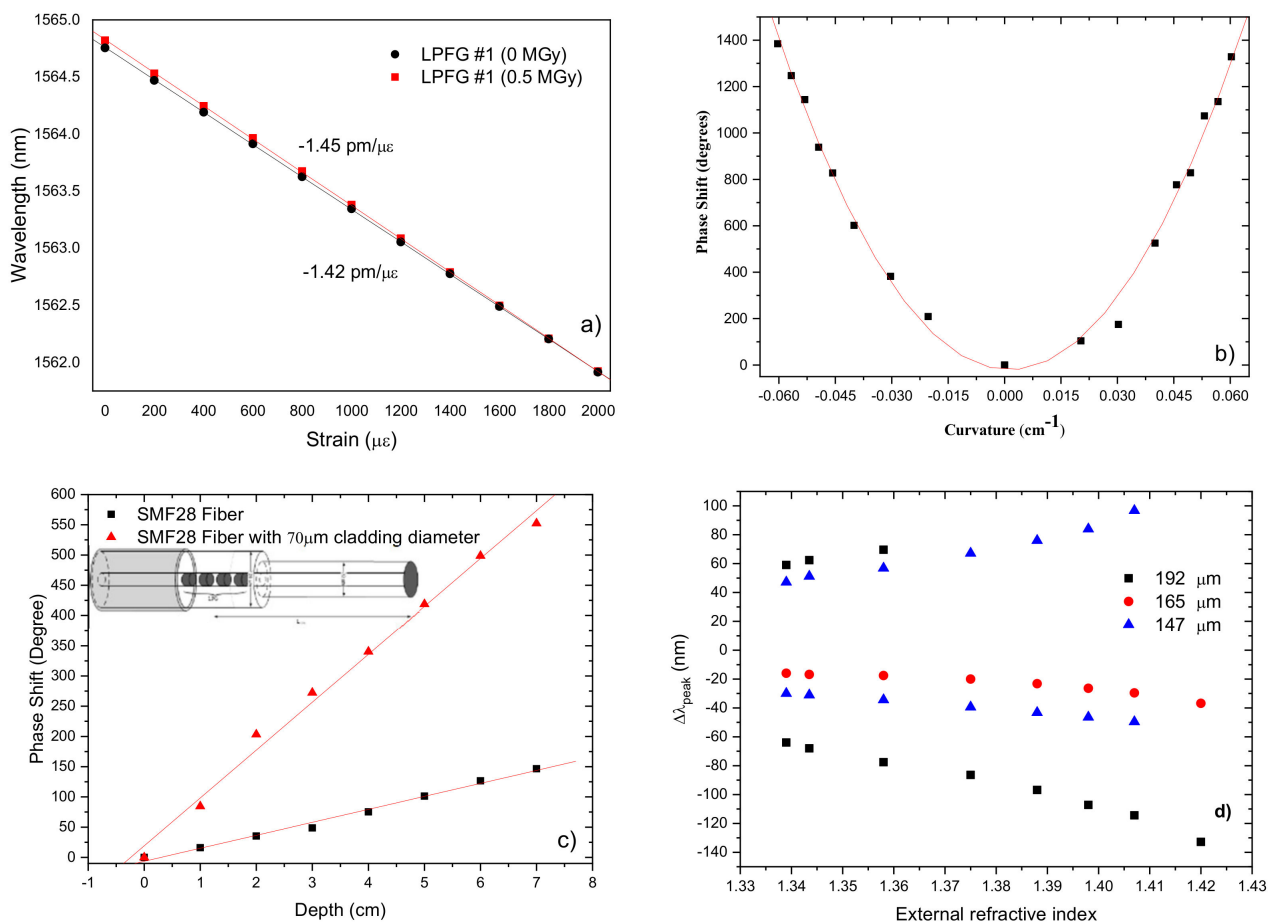 1565.0
1564.5
1564.0
1563.5
1563.0
1562.5
1562.0
Wavelength (nm)
LPFG #1 (0 MGy)
LPFG #1 (0.5 MGy)
-1.45 pm/με
-1.42 pm/με
a)
0 200 400 600 800 1000 1200 1400 1600 1800 2000
Strain (με)
1400
1200
1000
800
600
400
200
0
Phase Shift (degrees)
b)
-0.060 -0.045 -0.030 -0.015 0.000 0.015 0.030 0.045 0.060
Curvature (cm-1)
600
550
500
450
400
350
300
250
200
150
100
50
0
Phase Shift (Degree)
SMF28 Fiber
SMF28 Fiber with 70μm cladding diameter
c)
-1 0 1 2 3 4 5 6 7 8
Depth (cm)
100
80
60
40
20
0
-20
-40
-60
-80
-100
-120
-140
Δλpeak (nm)
192 μm
165 μm
147 μm
d)
1.33 1.34 1.35 1.36 1.37 1.38 1.39 1.40 1.41 1.42 1.43
External refractive index